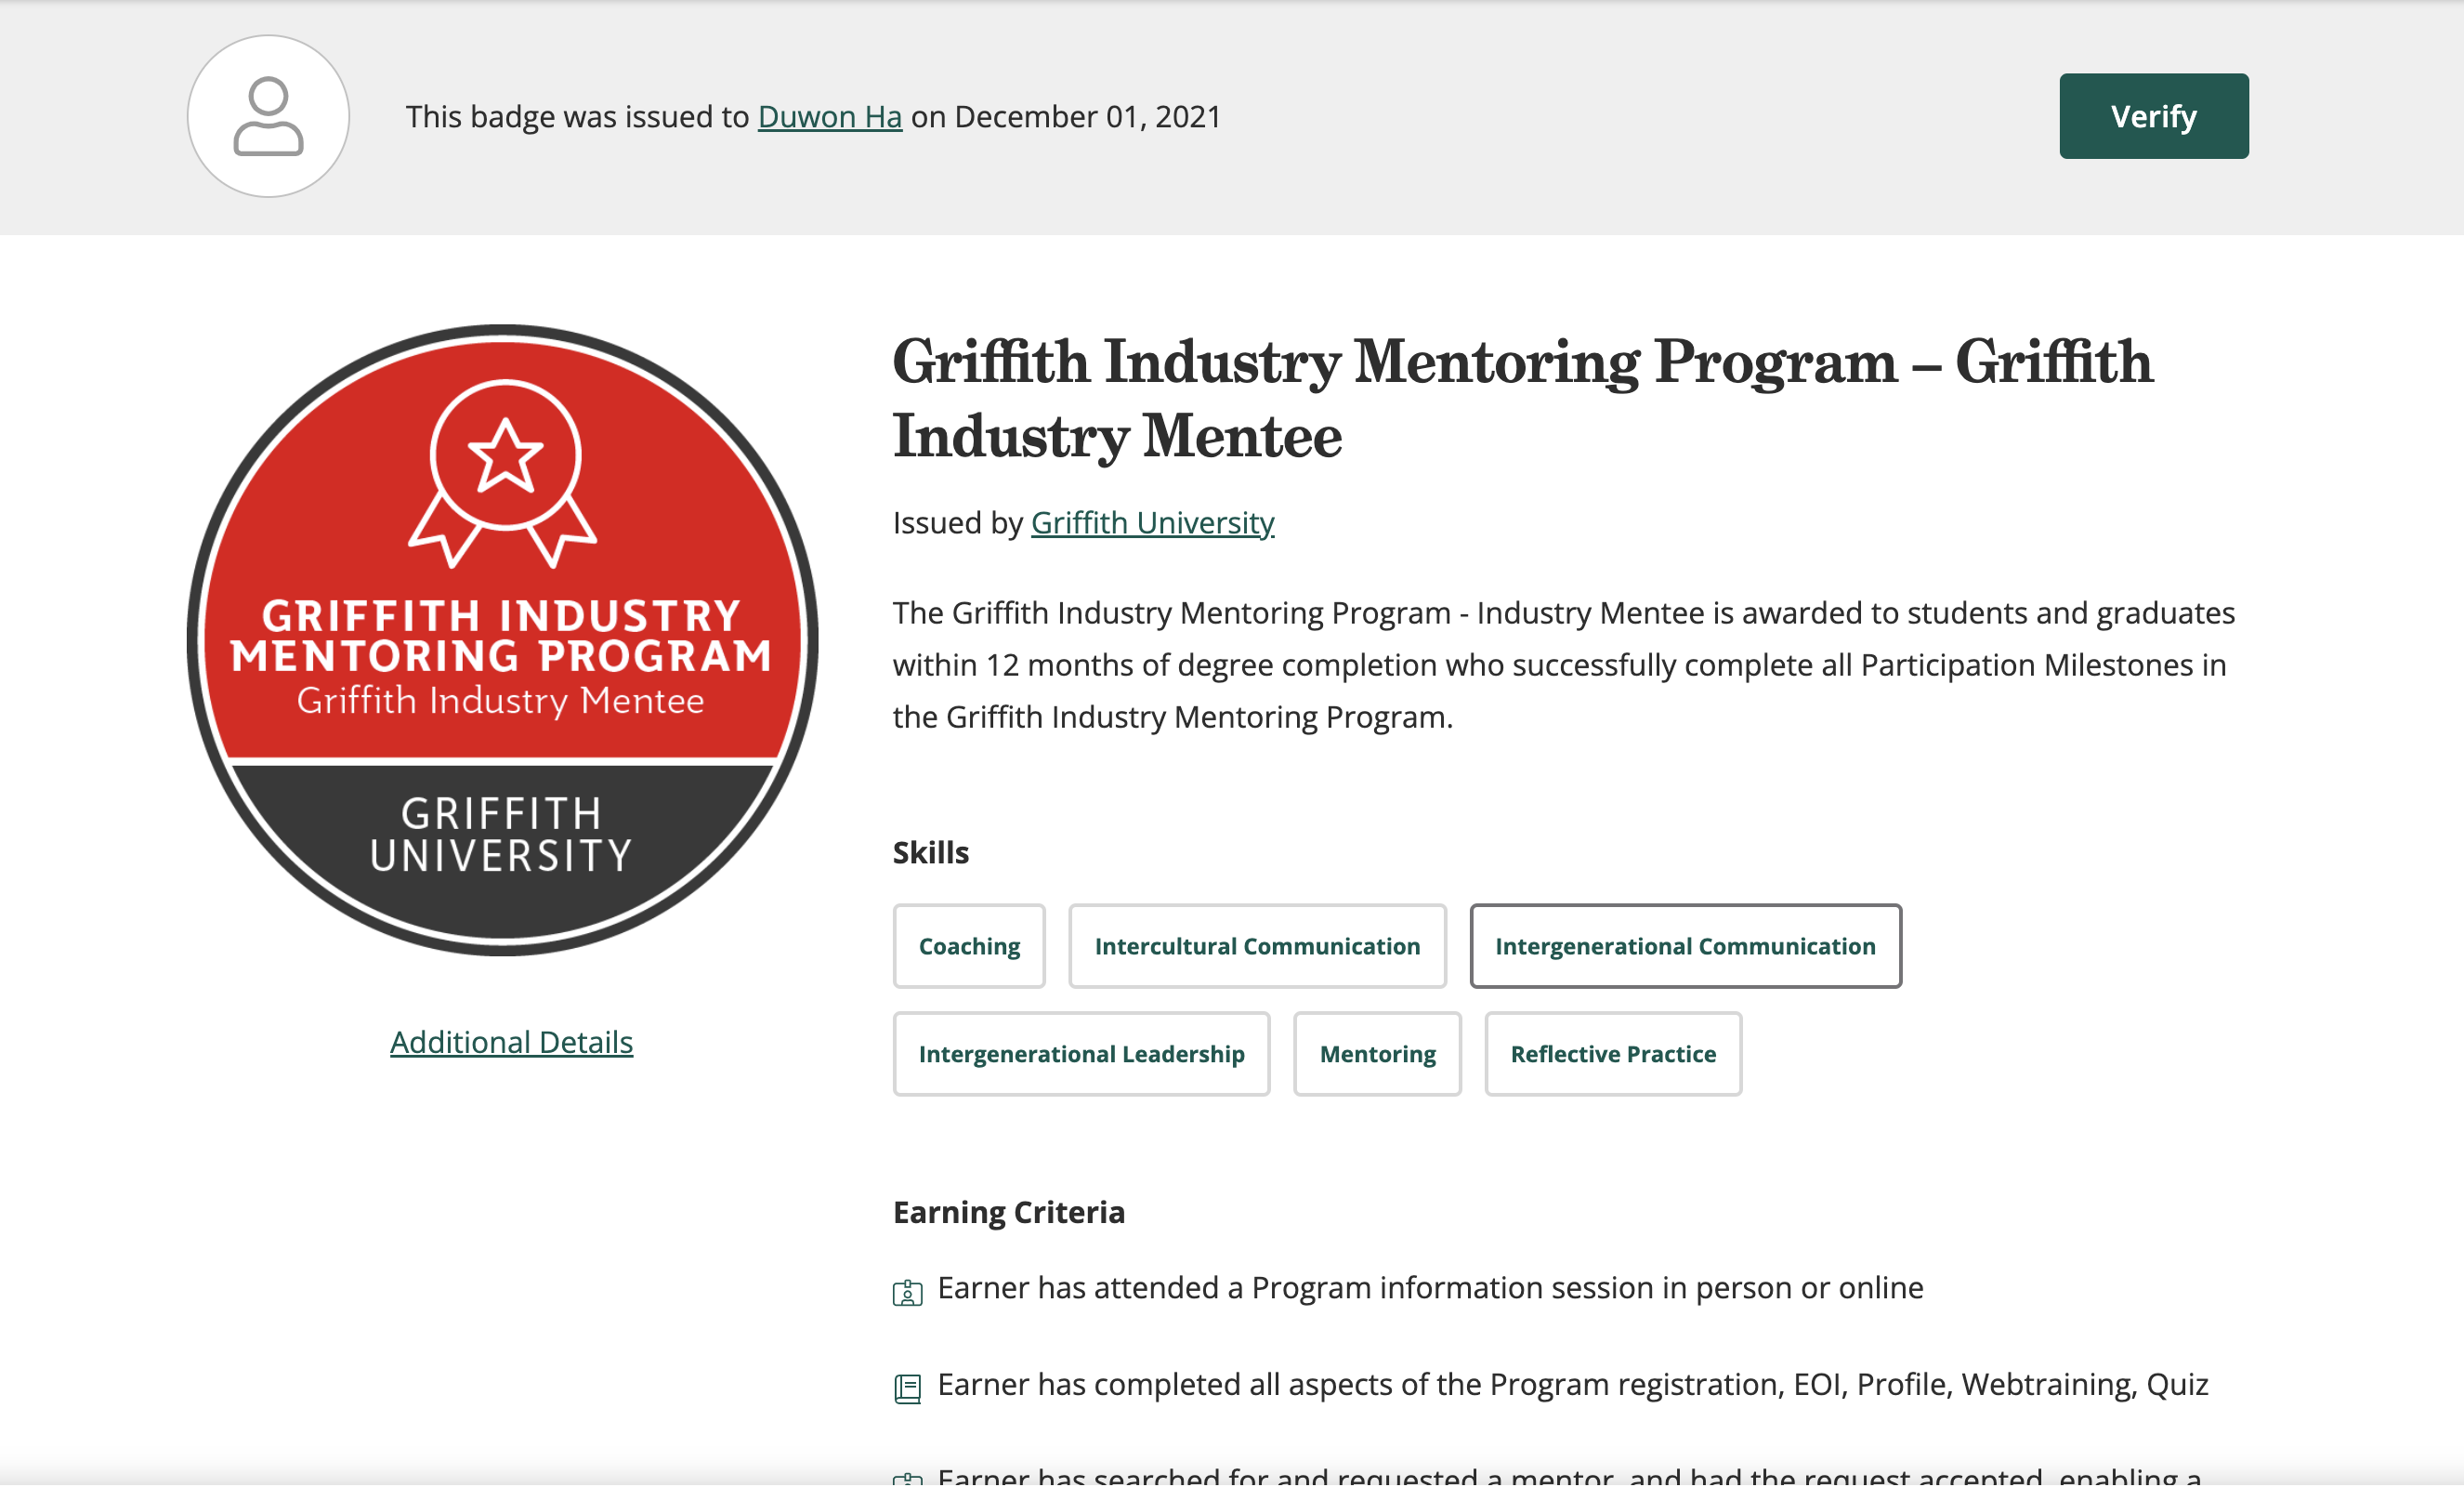 This badge was issued to Duwon Ha on December 01, 2021
Verify
GRIFFITH INDUSTRY
MENTORING PROGRAM
Griffith Industry Mentee
GRIFFITH
UNIVERSITY
Additional Details
Griffith Industry Mentoring Program – Griffith
Industry Mentee
Issued by Griffith University
The Griffith Industry Mentoring Program - Industry Mentee is awarded to students and graduates
within 12 months of degree completion who successfully complete all Participation Milestones in
the Griffith Industry Mentoring Program.
Skills
Coaching
Intercultural Communication
Intergenerational Communication
Intergenerational Leadership
Mentoring
Reflective Practice
Earning Criteria
Earner has attended a Program information session in person or online
Earner has completed all aspects of the Program registration, EOI, Profile, Webtraining, Quiz
Earner has searched for and requested a mentor, and had the request accepted, enabling a